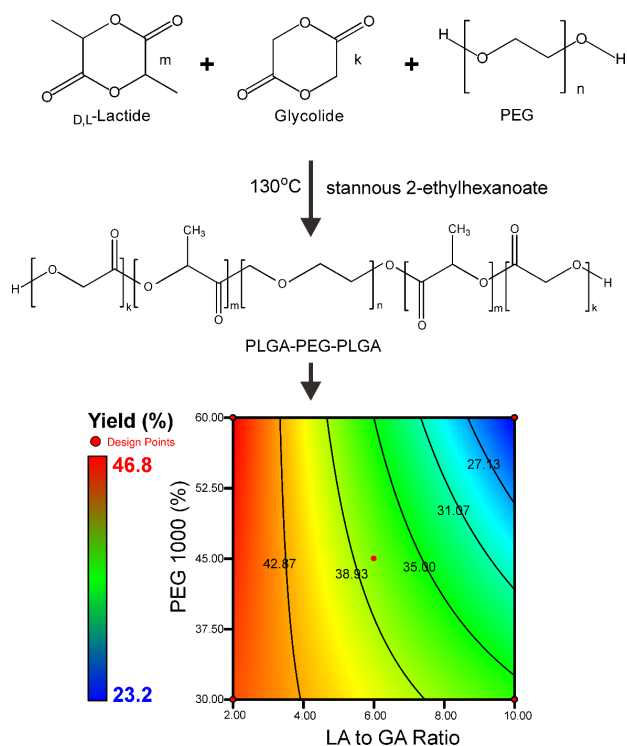 O
O
m
O
O
+
O
O
k
O
O
+
H
O
n
O
H
D,L-Lactide
Glycolide
PEG
130°C
stannous 2-ethylhexanoate
H
O
O
k
O
CH3
O
m
O
n
O
O
CH3
O
m
O
O
H
k
PLGA-PEG-PLGA
Yield (%)
Design Points
46.8
23.2
PEG 1000 (%)
60.00
52.50
45.00
37.50
30.00
42.87
38.93
35.00
31.07
27.13
2.00 4.00 6.00 8.00 10.00
LA to GA Ratio